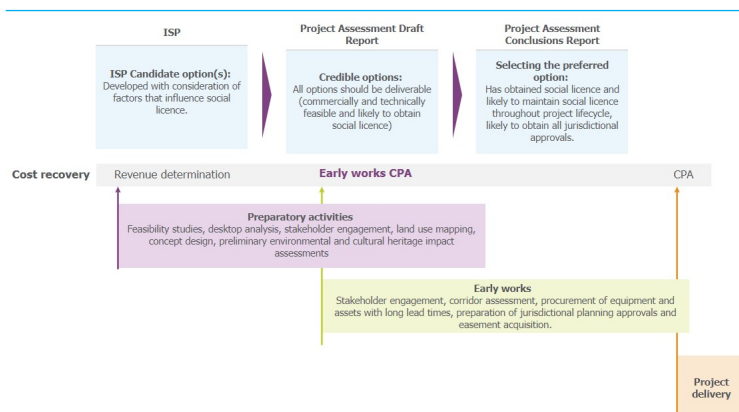 ISP
Project Assessment Draft
Report
Project Assessment
Conclusions Report
ISP Candidate option(s):
Developed with consideration of
factors that influence social
licence.
Credible options:
All options should be deliverable
(commercially and technically
feasible and likely to obtain
social licence)
Selecting the preferred
option:
Has obtained social licence and
likely to maintain social licence
throughout project lifecycle,
likely to obtain all jurisdictional
approvals.
Cost recovery
Revenue determination
Early works CPA
CPA
Preparatory activities
Feasibility studies, desktop analysis, stakeholder engagement, land use mapping,
concept design, preliminary environmental and cultural heritage impact
assessments
Early works
Stakeholder engagement, corridor assessment, procurement of equipment and
assets with long lead times, preparation of jurisdictional planning approvals and
easement acquisition.
Project
delivery